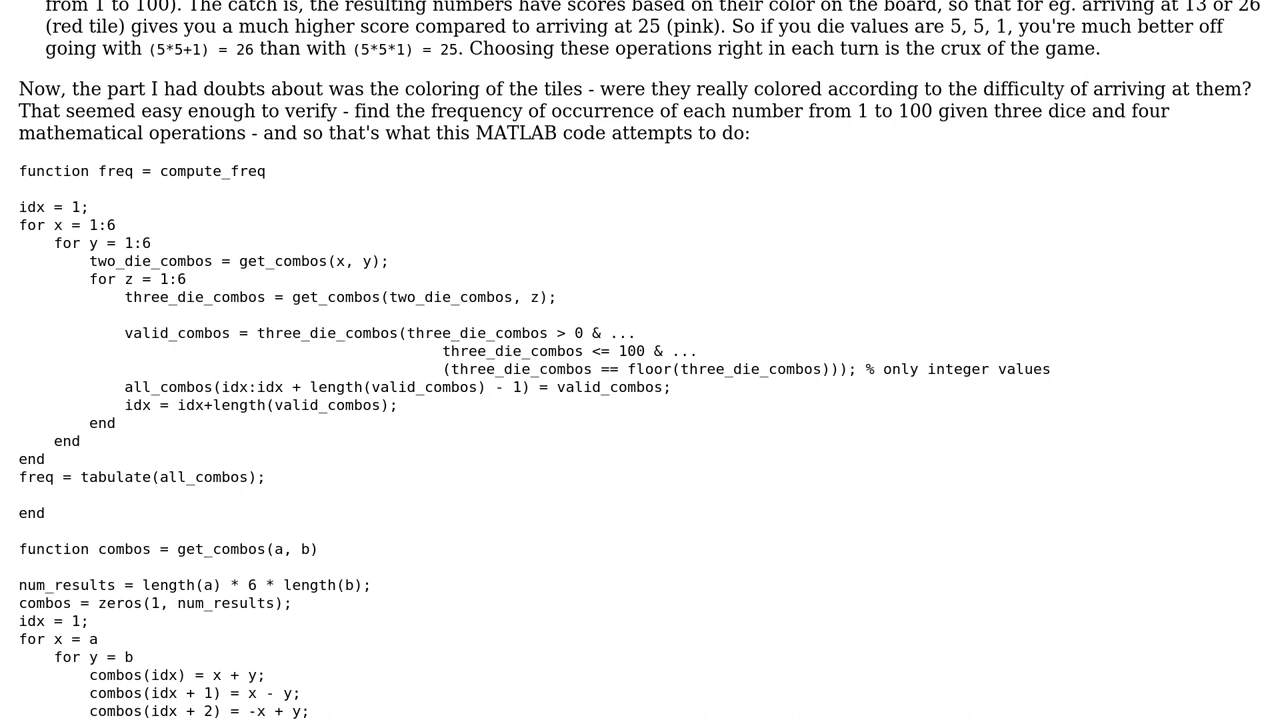 from 1 to 100). The catch is, the resulting numbers have scores based on their color on the board, so that for eg. arriving at 13 or 26
(red tile) gives you a much higher score compared to arriving at 25 (pink). So if you die values are 5, 5, 1, you're much better off
going with (5*5+1) = 26 than with (5*5*1) = 25. Choosing these operations right in each turn is the crux of the game.
Now, the part I had doubts about was the coloring of the tiles - were they really colored according to the difficulty of arriving at them?
That seemed easy enough to verify - find the frequency of occurrence of each number from 1 to 100 given three dice and four
mathematical operations - and so that's what this MATLAB code attempts to do:
function freq = compute_freq
idx = 1;
for x = 1:6
    for y = 1:6
        two_die_combos = get_combos(x, y);
        for z = 1:6
            three_die_combos = get_combos(two_die_combos, z);
            valid_combos = three_die_combos(three_die_combos > 0 & ...
                                                three_die_combos <= 100 & ...
                                                (three_die_combos == floor(three_die_combos))); % only integer values
            all_combos(idx:idx + length(valid_combos) - 1) = valid_combos;
            idx = idx+length(valid_combos);
        end
    end
end
freq = tabulate(all_combos);
end
function combos = get_combos(a, b)
num_results = length(a) * 6 * length(b);
combos = zeros(1, num_results);
idx = 1;
for x = a
    for y = b
        combos(idx) = x + y;
        combos(idx + 1) = x - y;
        combos(idx + 2) = -x + y;